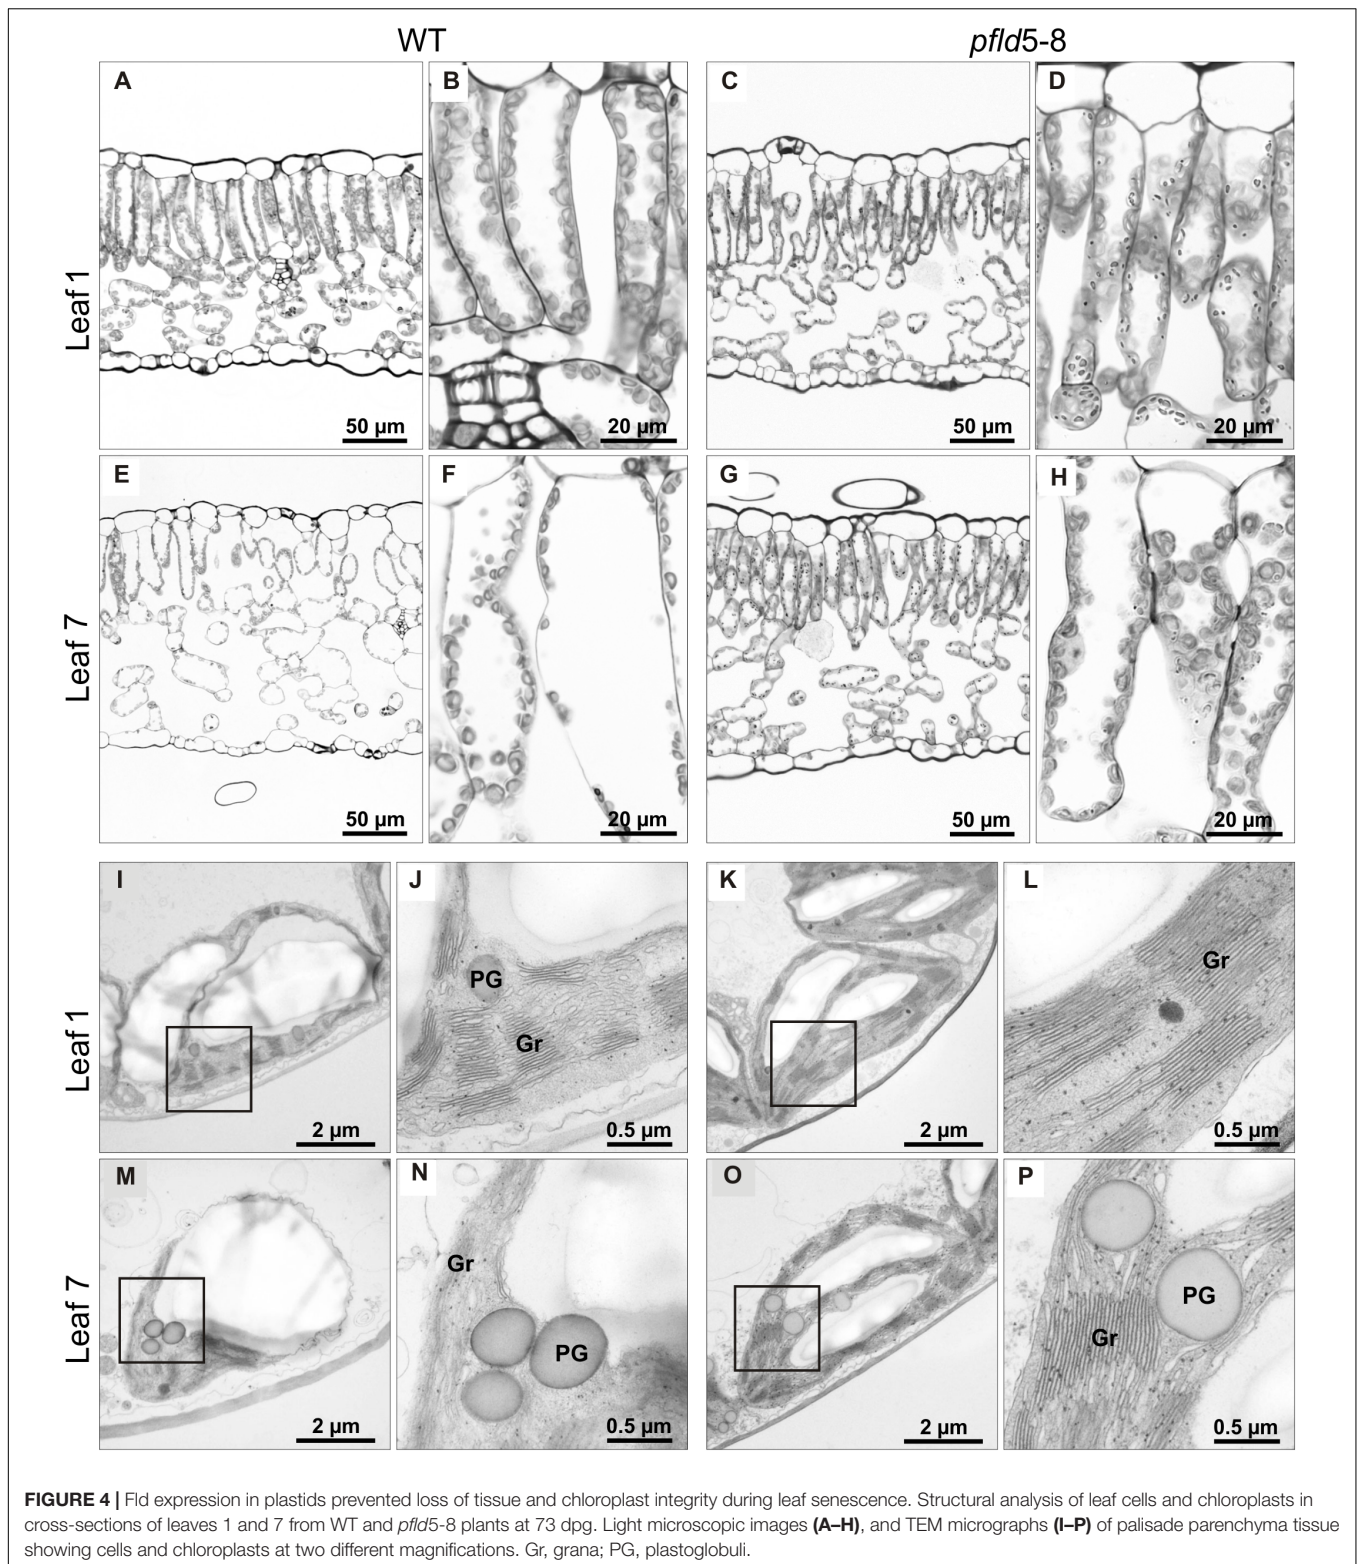 WT
pfld5-8
A
B
C
D
Leaf 1
50 µm
20 µm
50 µm
20 µm
E
F
G
H
Leaf 7
50 µm
20 µm
50 µm
20 µm
I
J
K
L
PG
Gr
Gr
Leaf 1
2 µm
0.5 µm
2 µm
0.5 µm
M
N
O
P
Gr
PG
PG
Gr
Leaf 7
2 µm
0.5 µm
2 µm
0.5 µm
FIGURE 4 | Fld expression in plastids prevented loss of tissue and chloroplast integrity during leaf senescence. Structural analysis of leaf cells and chloroplasts in
cross-sections of leaves 1 and 7 from WT and pfld5-8 plants at 73 dpg. Light microscopic images (A–H), and TEM micrographs (I–P) of palisade parenchyma tissue
showing cells and chloroplasts at two different magnifications. Gr, grana; PG, plastoglobuli.